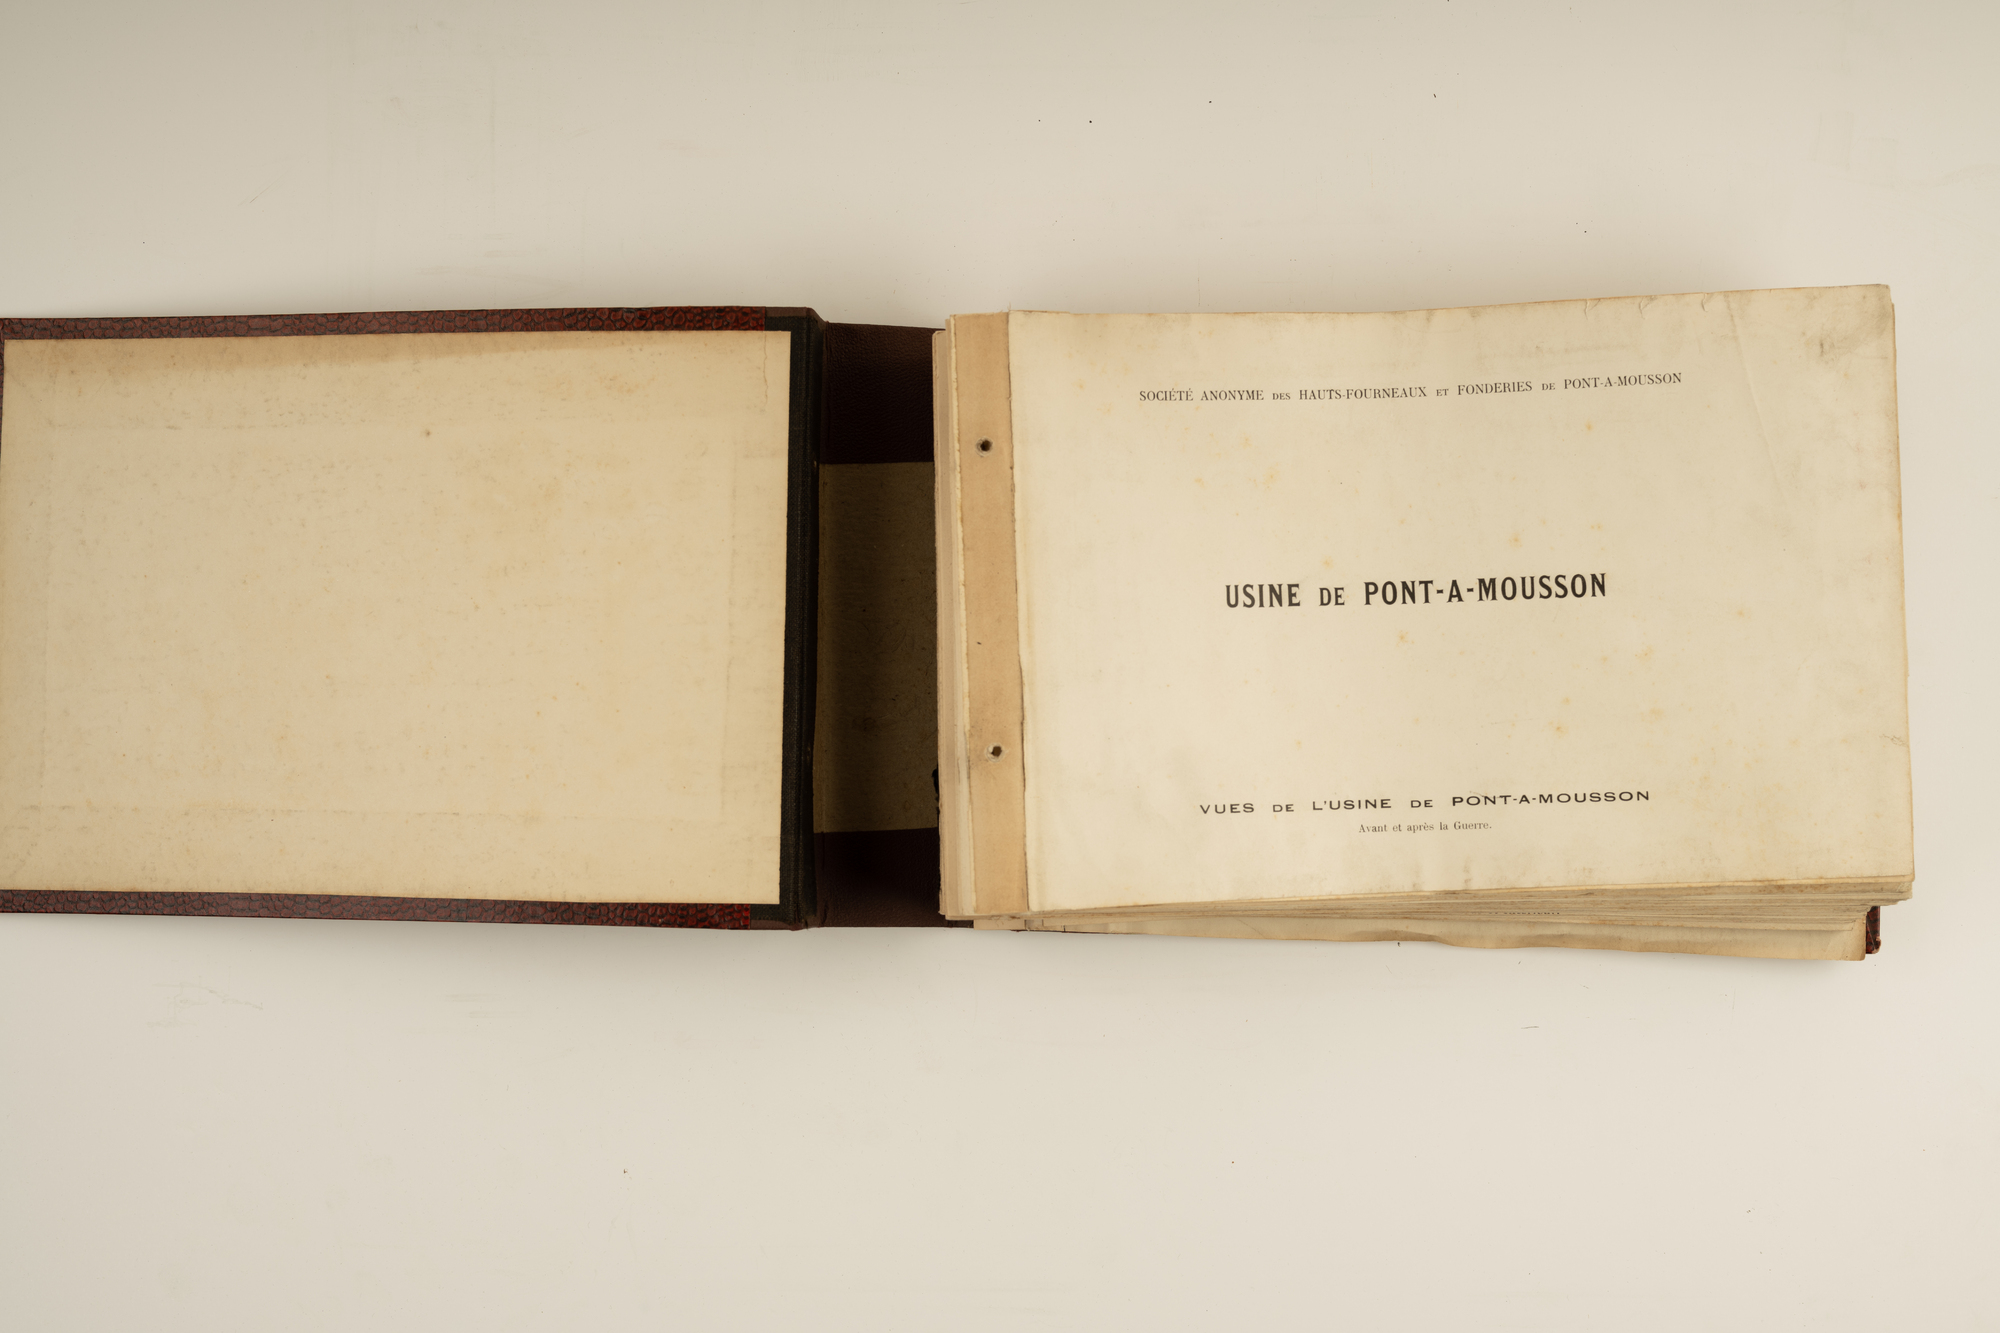 SOCIÉTÉ ANONYME DES HAUTS-FOURNEAUX ET FONDERIES DE PONT-A-MOUSSON
USINE DE PONT-A-MOUSSON
VUES DE L'USINE DE PONT-A-MOUSSON
Avant et après la Guerre.